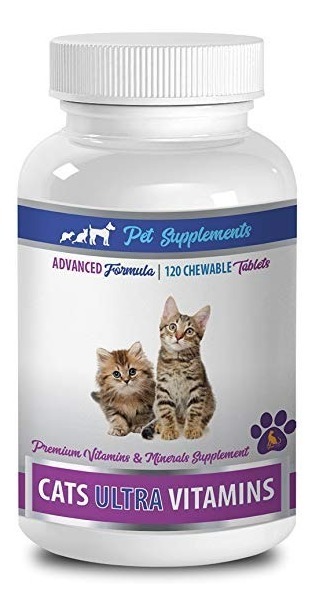 Pet Supplements
ADVANCED Formula | 120 CHEWABLE Tablets
Premium Vitamins & Minerals Supplement
CATS ULTRA VITAMINS